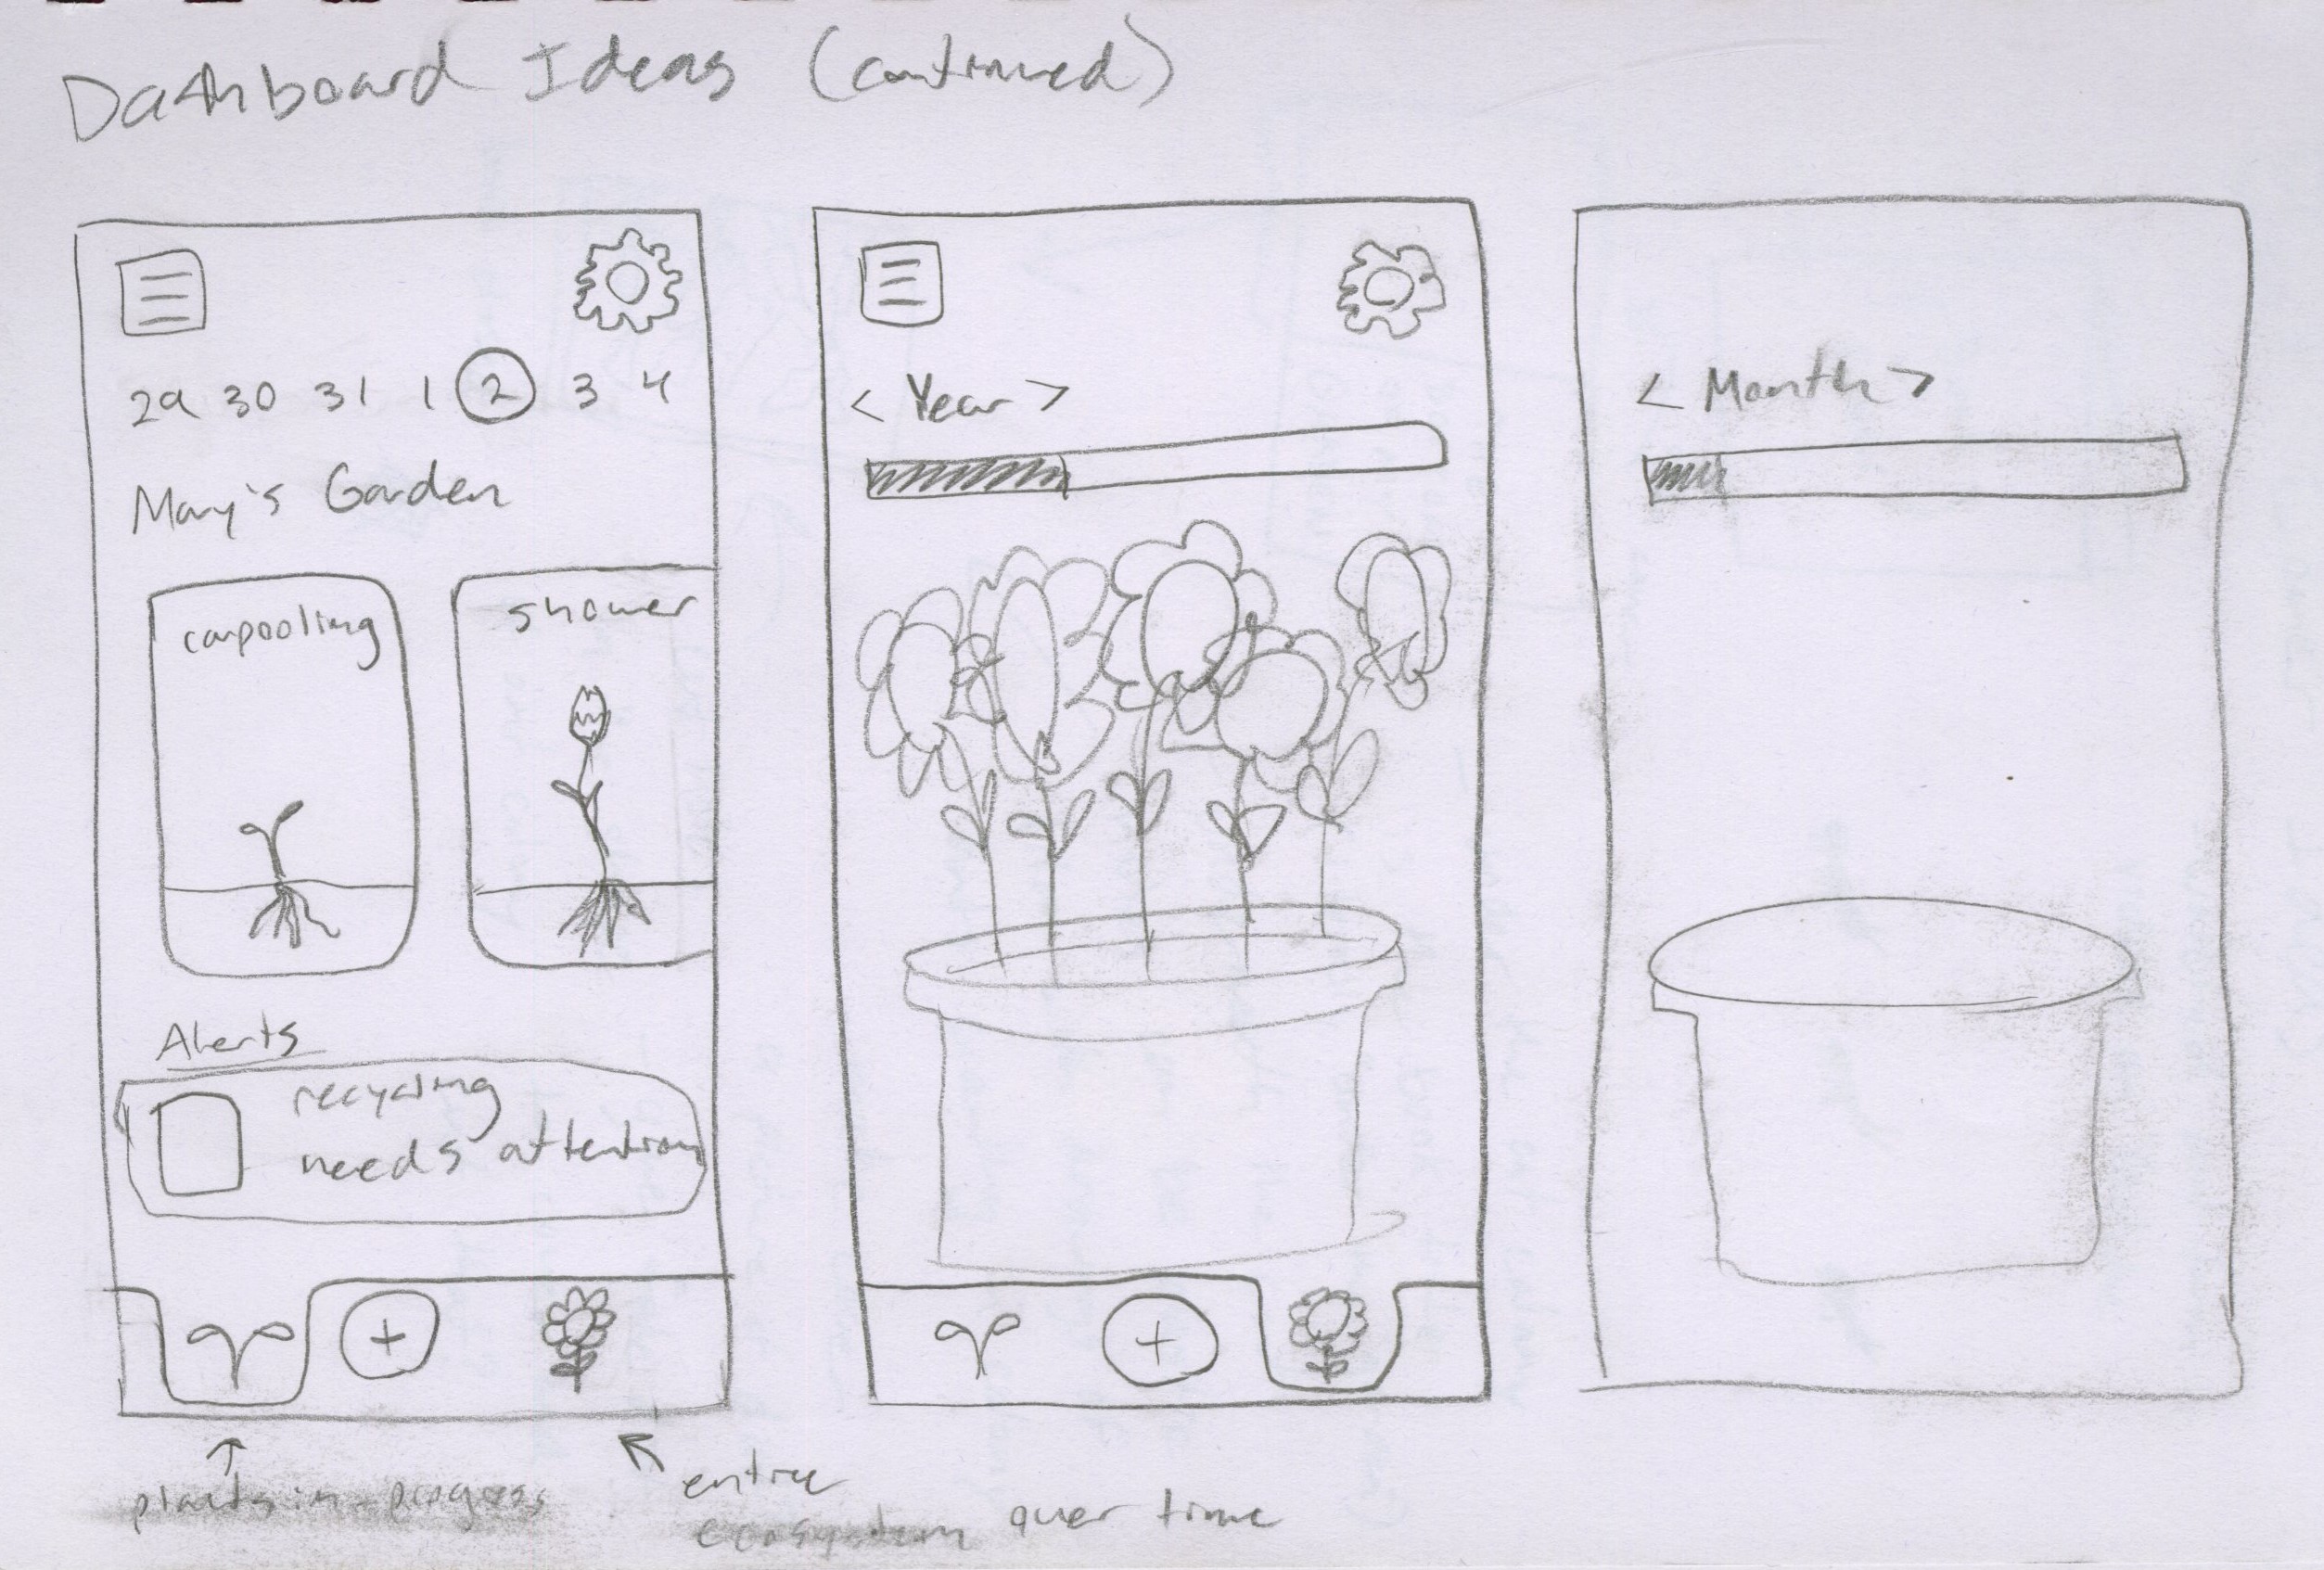 Dashboard Ideas (continued)
29 30 31 1 2 3 4
Mary's Garden
carpooling
shower
Alerts
recycling
needs attention
+
plants in-progress
< Year >
+
entire
ecosystem over time
< Month >